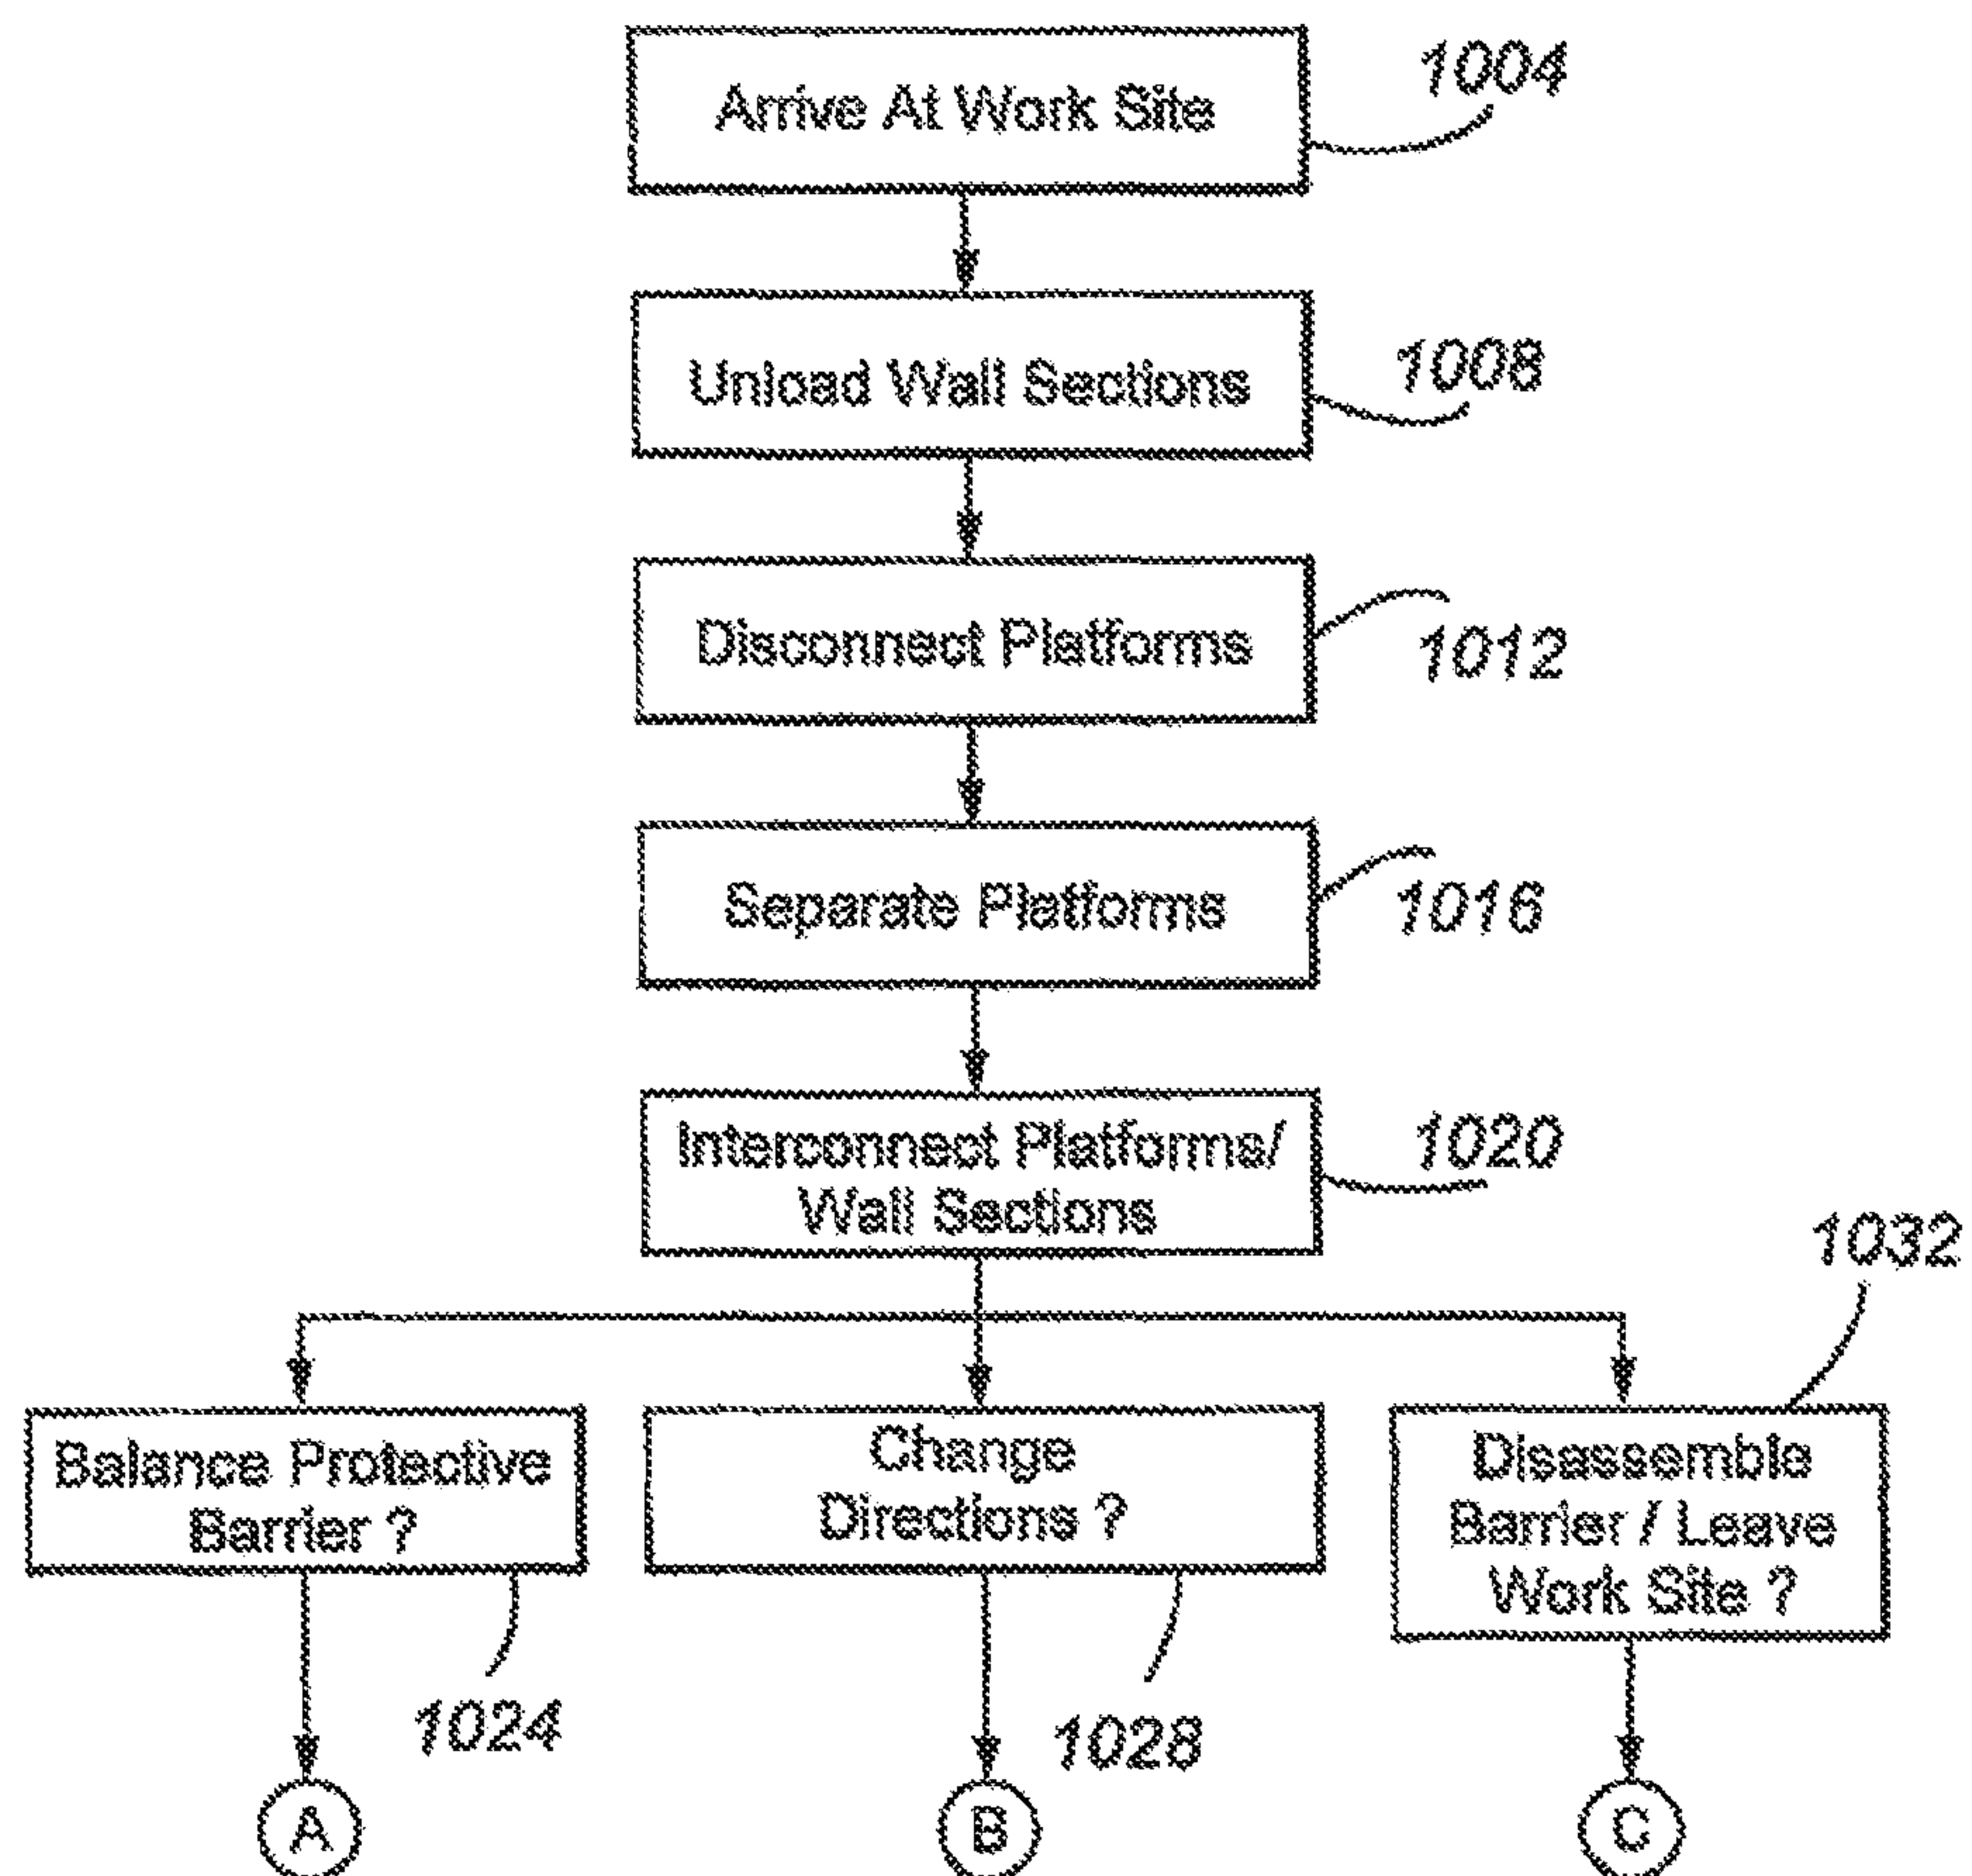 Arrive At Work Site
1004
Unload Wall Sections
1008
Disconnect Platforms
1012
Separate Platforms
1016
Interconnect Platforms/
Wall Sections
1020
1032
Balance Protective
Barrier ?
Change
Directions ?
Disassemble
Barrier / Leave
Work Site ?
1024
1028
A
B
C